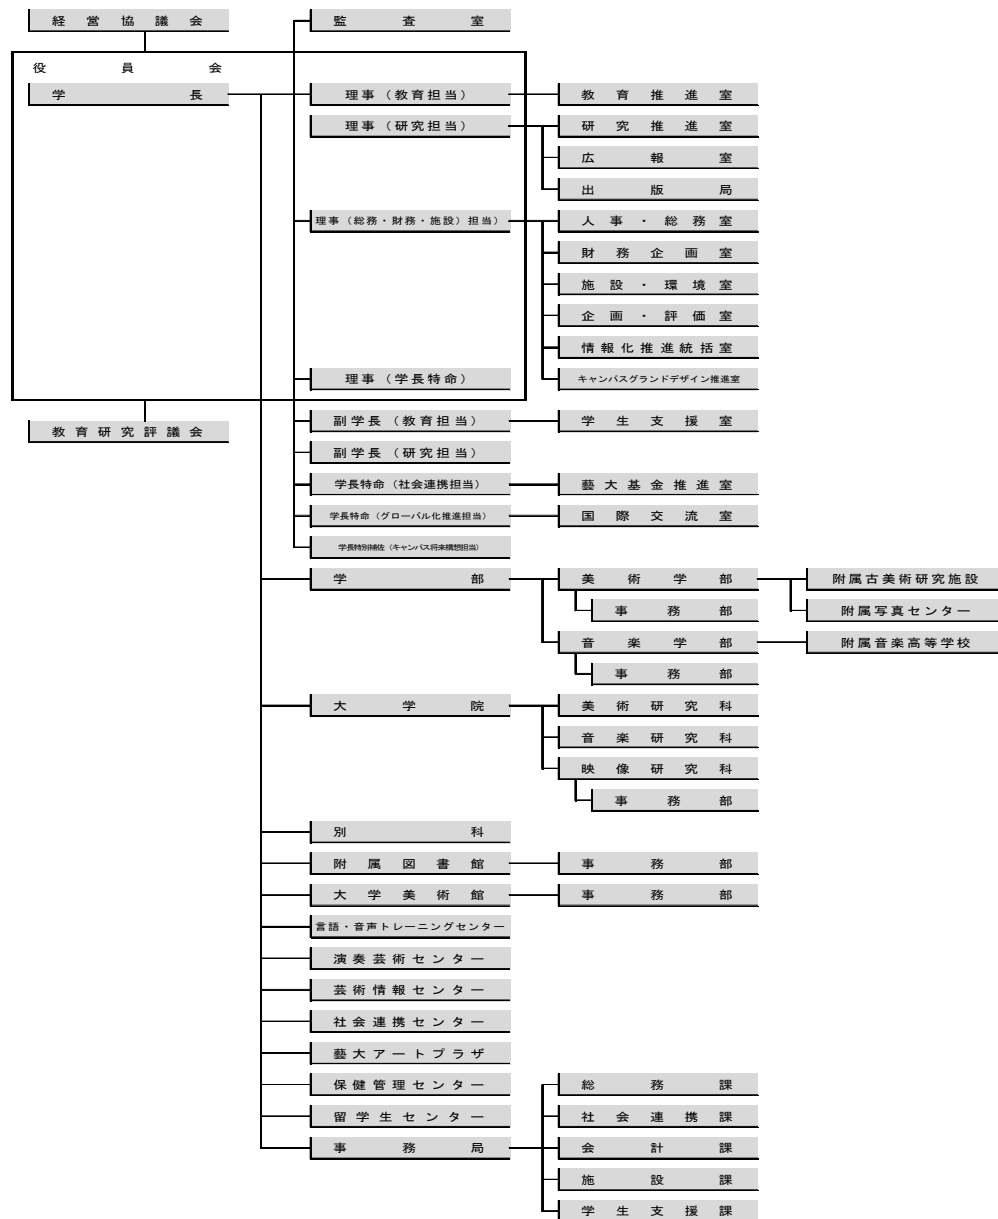 経営協議会
監査室
役員会
学長
理事（教育担当）
教育推進室
理事（研究担当）
研究推進室
広報室
出版局
理事（総務・財務・施設）担当）
人事・総務室
財務企画室
施設・環境室
企画・評価室
情報化推進統括室
理事（学長特命）
キャンパスグランドデザイン推進室
教育研究評議会
副学長（教育担当）
学生支援室
副学長（研究担当）
学長特命（社会連携担当）
藝大基金推進室
学長特命（グローバル化推進担当）
国際交流室
学長特別補佐（キャンパス将来構想担当）
学部
美術学部
附属古美術研究施設
事務部
附属写真センター
音楽学部
附属音楽高等学校
事務部
大学院
美術研究科
音楽研究科
映像研究科
事務部
別科
附属図書館
事務部
大学美術館
事務部
言語・音声トレーニングセンター
演奏芸術センター
芸術情報センター
社会連携センター
藝大アートプラザ
保健管理センター
総務課
留学生センター
社会連携課
事務局
会計課
施設課
学生支援課